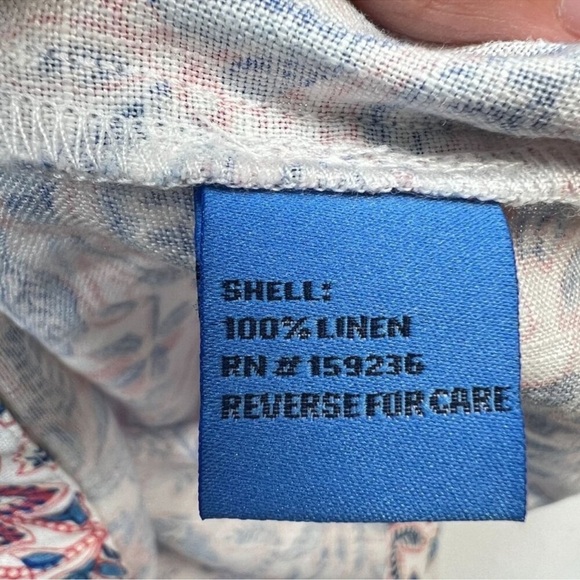 SHELL:
100% LINEN
RN # 159236
REVERSE FOR CARE